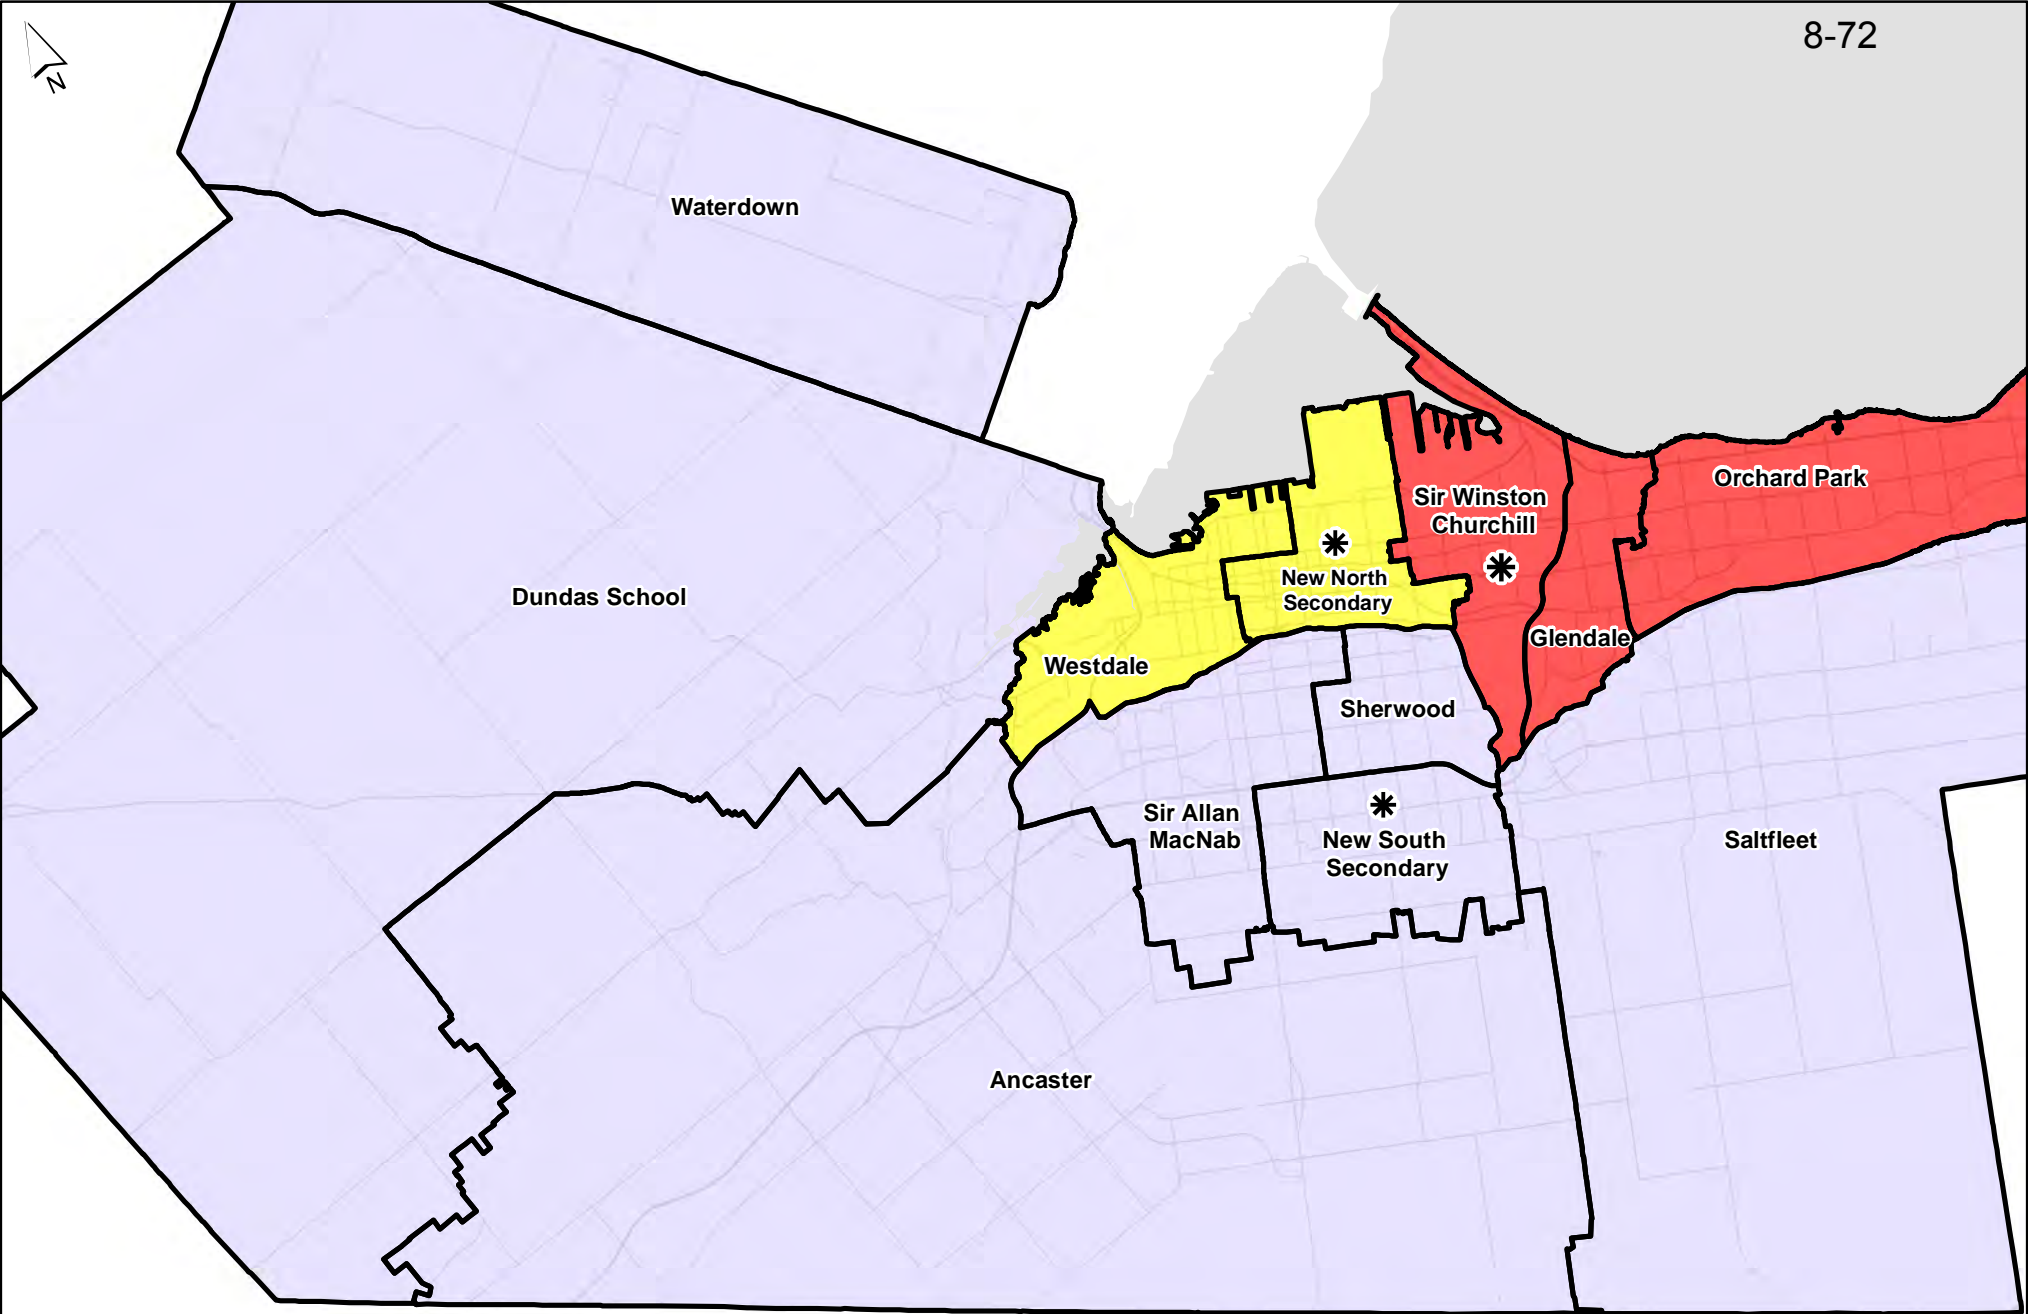 8-72
N
Waterdown
Orchard Park
Sir Winston
Churchill
New North
Secondary
Dundas School
Glendale
Westdale
Sherwood
Sir Allan
MacNab
New South
Secondary
Saltfleet
Ancaster